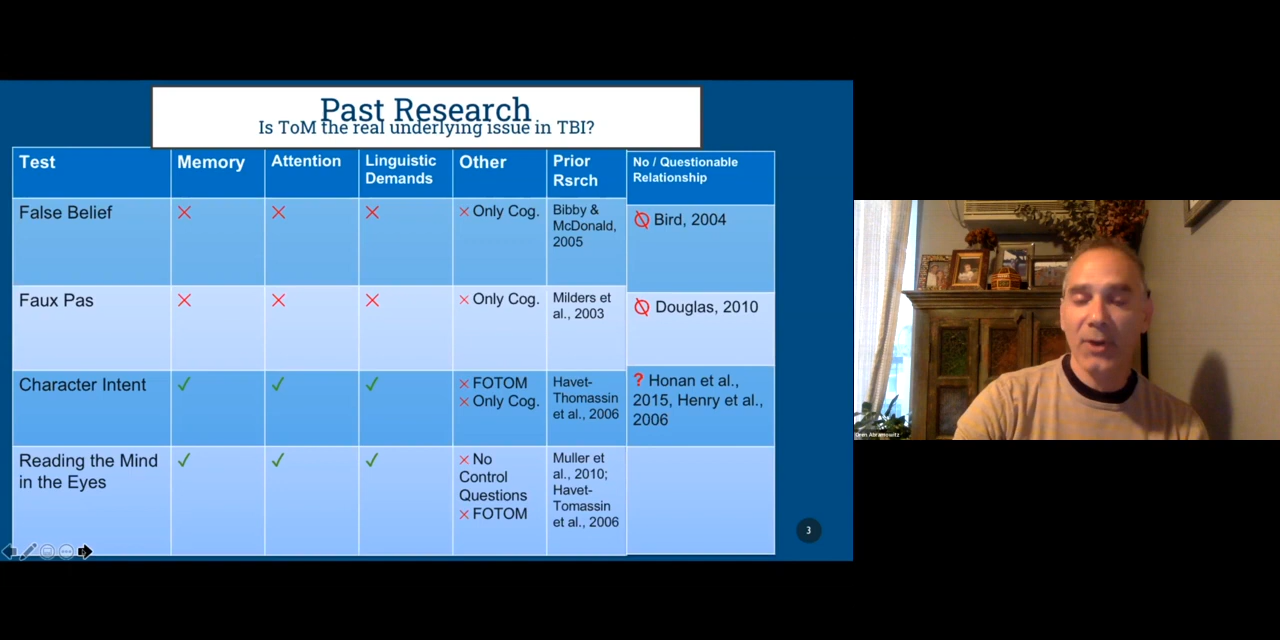 Past Research
Is ToM the real underlying issue in TBI?
Test
Memory
Attention
Linguistic
Demands
Other
Prior
Rsrch
No / Questionable
Relationship
False Belief
✕
✕
✕
✕ Only Cog.
Bibby &
McDonald,
2005
Bird, 2004
Faux Pas
✕
✕
✕
✕ Only Cog.
Milders et
al., 2003
Douglas, 2010
Character Intent
✓
✓
✓
✕ FOTOM
✕ Only Cog.
Havet-
Thomassin
et al., 2006
? Honan et al.,
2015, Henry et al.,
2006
Reading the Mind
in the Eyes
✓
✓
✓
✕ No
Control
Questions
✕ FOTOM
Muller et
al., 2010;
Havet-
Tomassin
et al., 2006
3
Oren Abramowitz